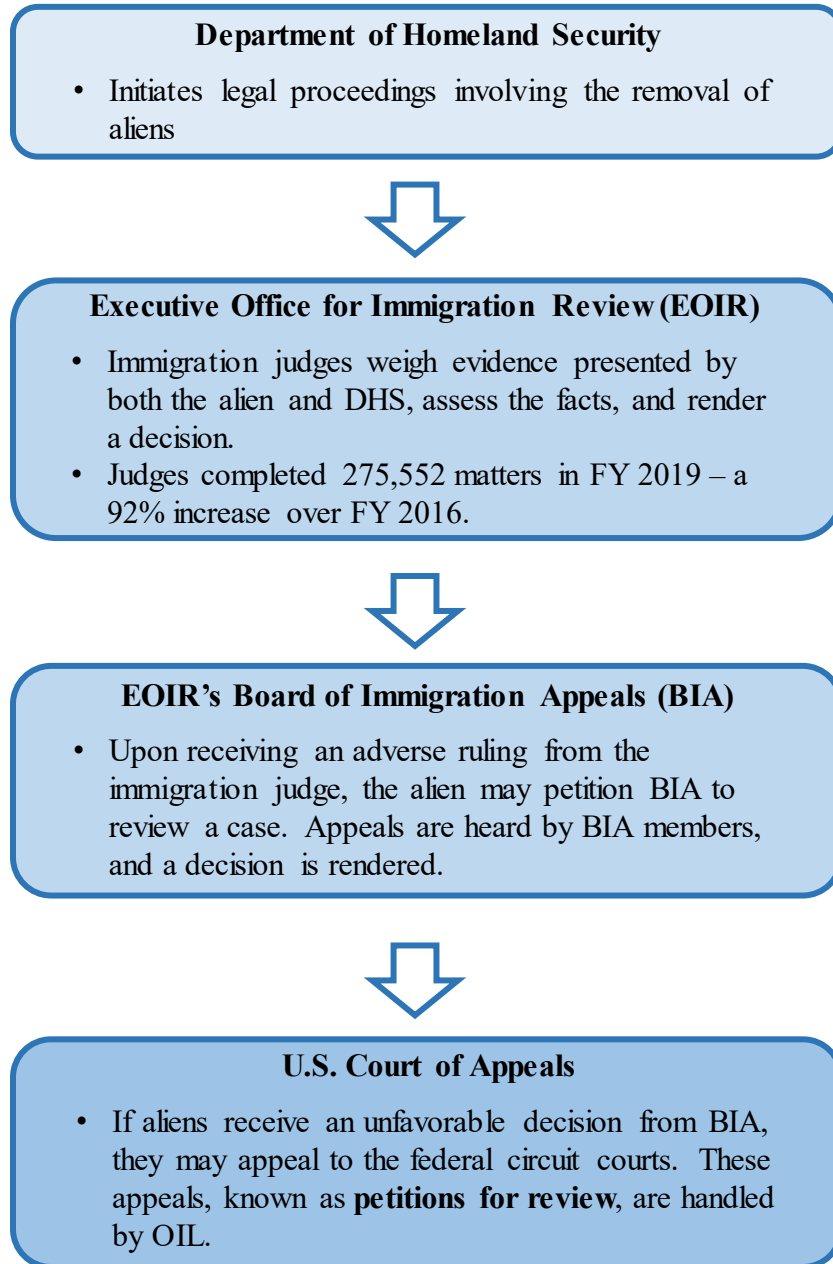 Department of Homeland Security
• Initiates legal proceedings involving the removal of
aliens
Executive Office for Immigration Review (EOIR)
• Immigration judges weigh evidence presented by
both the alien and DHS, assess the facts, and render
a decision.
• Judges completed 275,552 matters in FY 2019 – a
92% increase over FY 2016.
EOIR’s Board of Immigration Appeals (BIA)
• Upon receiving an adverse ruling from the
immigration judge, the alien may petition BIA to
review a case. Appeals are heard by BIA members,
and a decision is rendered.
U.S. Court of Appeals
• If aliens receive an unfavorable decision from BIA,
they may appeal to the federal circuit courts. These
appeals, known as petitions for review, are handled
by OIL.